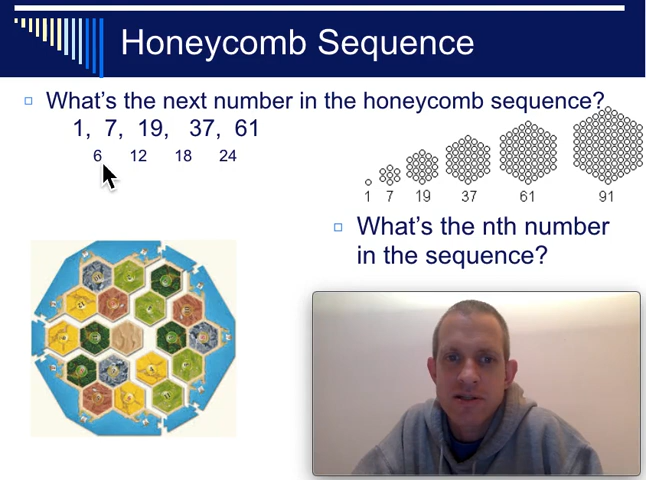 Honeycomb Sequence
What's the next number in the honeycomb sequence?
1, 7, 19, 37, 61
6 12 18 24
1 7 19 37 61 91
What's the nth number
in the sequence?